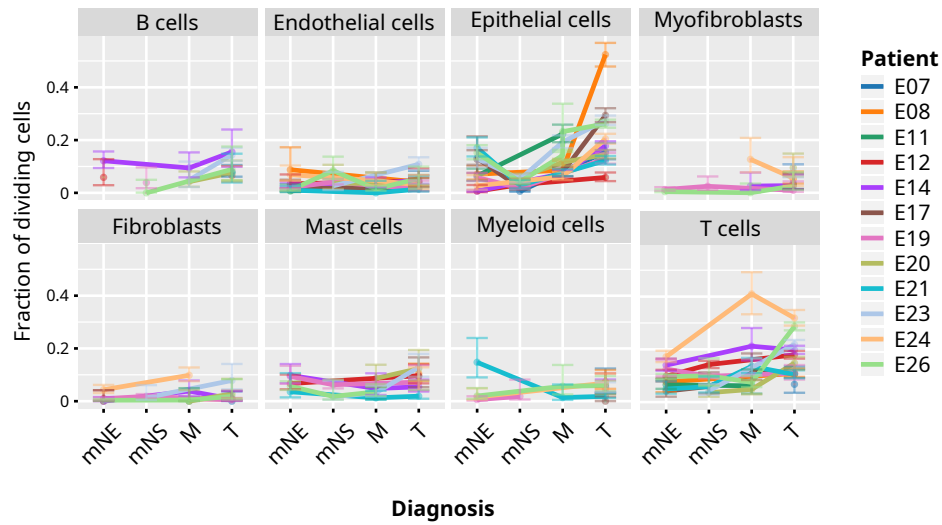 B cells
Endothelial cells
Epithelial cells
Myofibroblasts
0.4
0.2
0
Fraction of dividing cells
Fibroblasts
Mast cells
Myeloid cells
T cells
0.4
0.2
0
mNE
mNS
M
T
mNE
mNS
M
T
mNE
mNS
M
T
mNE
mNS
M
T
Diagnosis
Patient
E07
E08
E11
E12
E14
E17
E19
E20
E21
E23
E24
E26